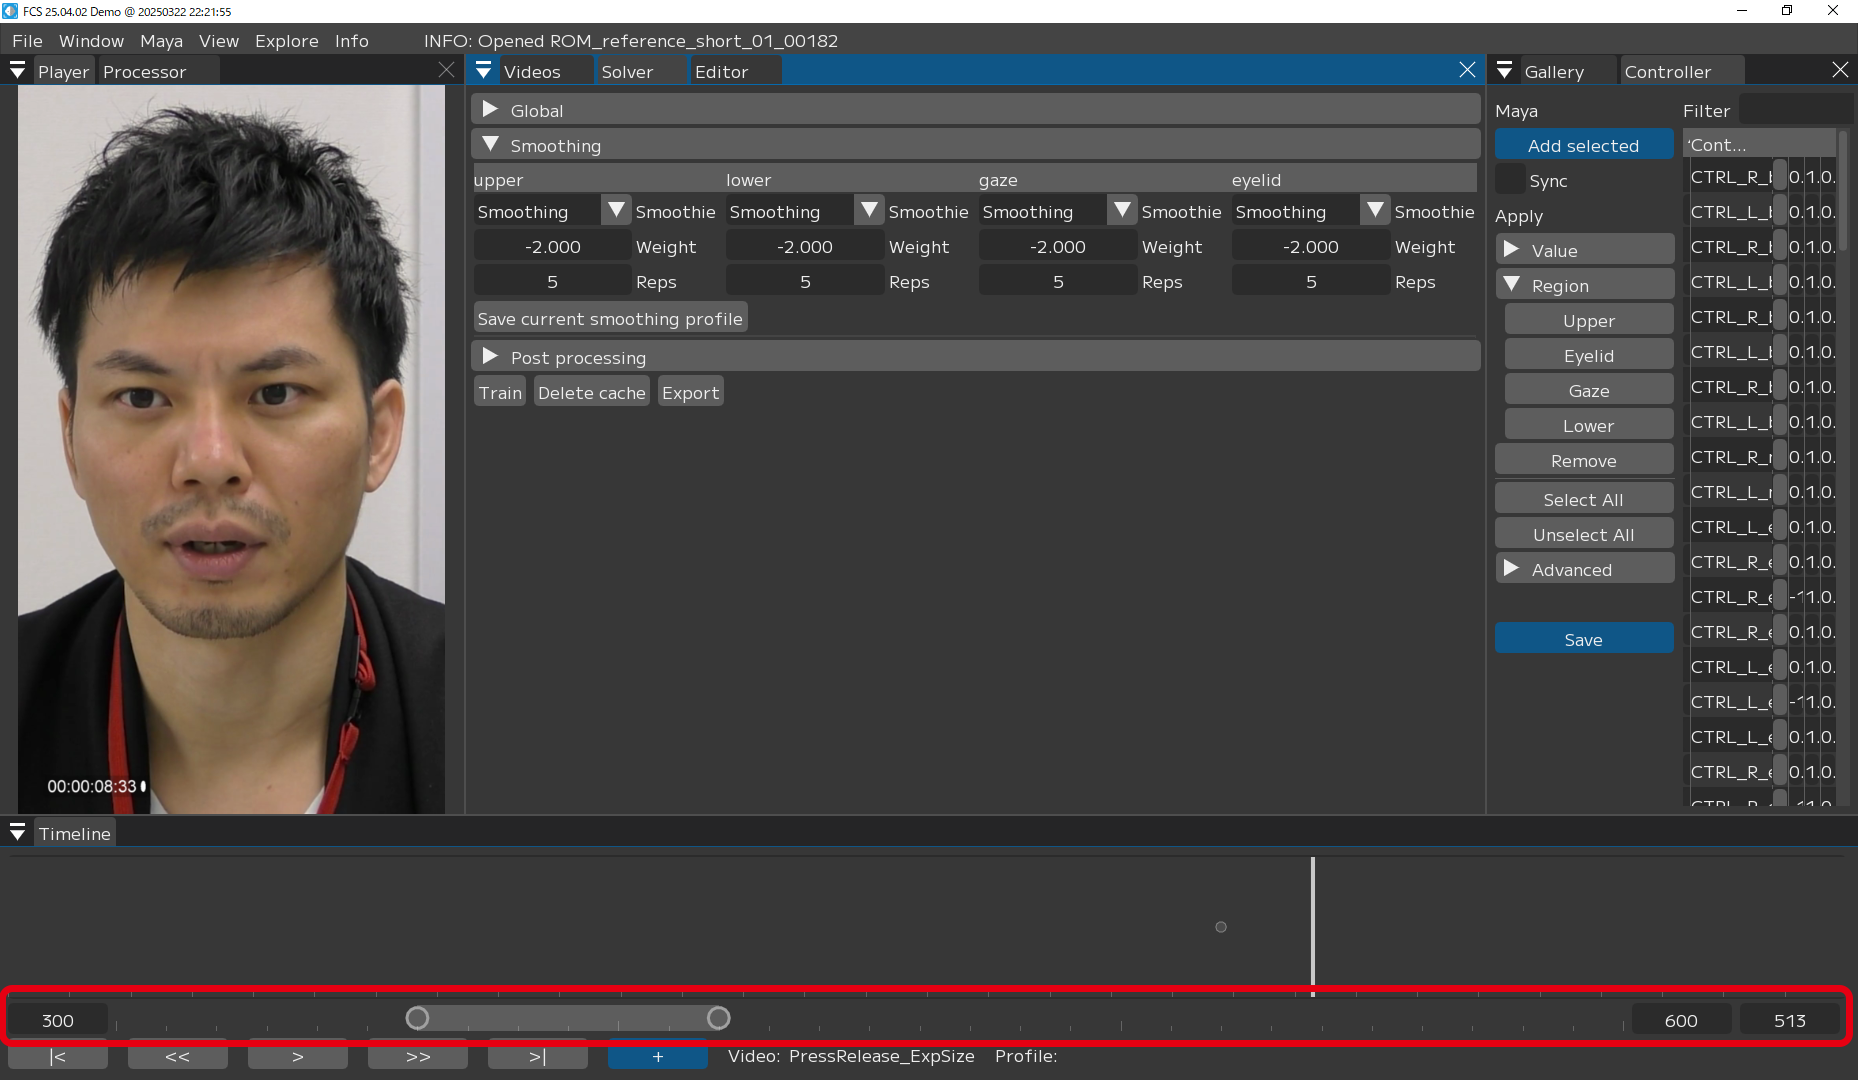 FCS 25.04.02 Demo @ 20250322 22:21:55
File Window Maya View Explore Info INFO: Opened ROM_reference_short_01_00182
Player Processor
Videos Solver Editor
Gallery Controller
Global
Smoothing
upper lower gaze eyelid
Smoothing Smoothie Smoothing Smoothie Smoothing Smoothie Smoothing Smoothie
-2.000 Weight -2.000 Weight -2.000 Weight -2.000 Weight
5 Reps 5 Reps 5 Reps 5 Reps
Save current smoothing profile
Post processing
Train Delete cache Export
Maya
Add selected
Sync
Apply
Value
Region
Upper
Eyelid
Gaze
Lower
Remove
Select All
Unselect All
Advanced
Save
Filter
Cont...
CTRL_R_ 0. 1. 0.
CTRL_L_ 0. 1. 0.
CTRL_R_ 0. 1. 0.
CTRL_L_ 0. 1. 0.
CTRL_R_ 0. 1. 0.
CTRL_L_ 0. 1. 0.
CTRL_R_ 0. 1. 0.
CTRL_L_ 0. 1. 0.
CTRL_R_ 0. 1. 0.
CTRL_L_ 0. 1. 0.
CTRL_L_ 0. 1. 0.
CTRL_R_ 0. 1. 0.
CTRL_R_ -1 1. 0.
CTRL_R_ 0. 1. 0.
CTRL_L_ 0. 1. 0.
CTRL_L_ -1 1. 0.
CTRL_L_ 0. 1. 0.
CTRL_R_ 0. 1. 0.
00:00:08:33
Timeline
300 600 513
|< << > >> >| + Video: PressRelease_ExpSize Profile: